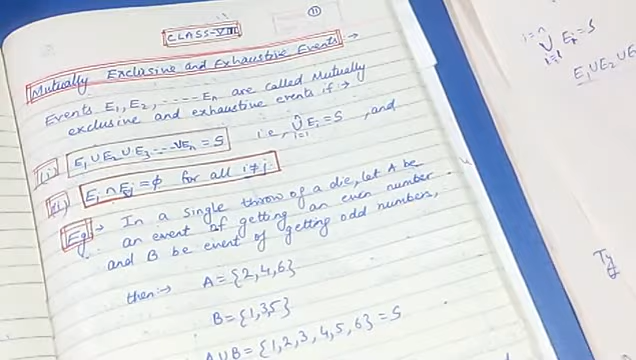 (11)
CLASS-VIII
Mutually Exclusive and Exhaustive Events →
Events E₁, E₂, ------ Eₙ are called Mutually
exclusive and exhaustive events if :→
(i) E₁ ∪ E₂ ∪ E₃ ---- ∪ Eₙ = S i.e, ⋃ⁿᵢ₌₁ Eᵢ = S, and
(ii) Eᵢ ∩ Eⱼ = φ for all i ≠ j.
Eg:→ In a single throw of a die, let A be
an event of getting an even number
and B be event of getting odd numbers,
then:→ A = {2,4,6}
B = {1,3,5}
A ∪ B = {1,2,3,4,5,6} = S
E₁ ∪ E₂ ∪ E